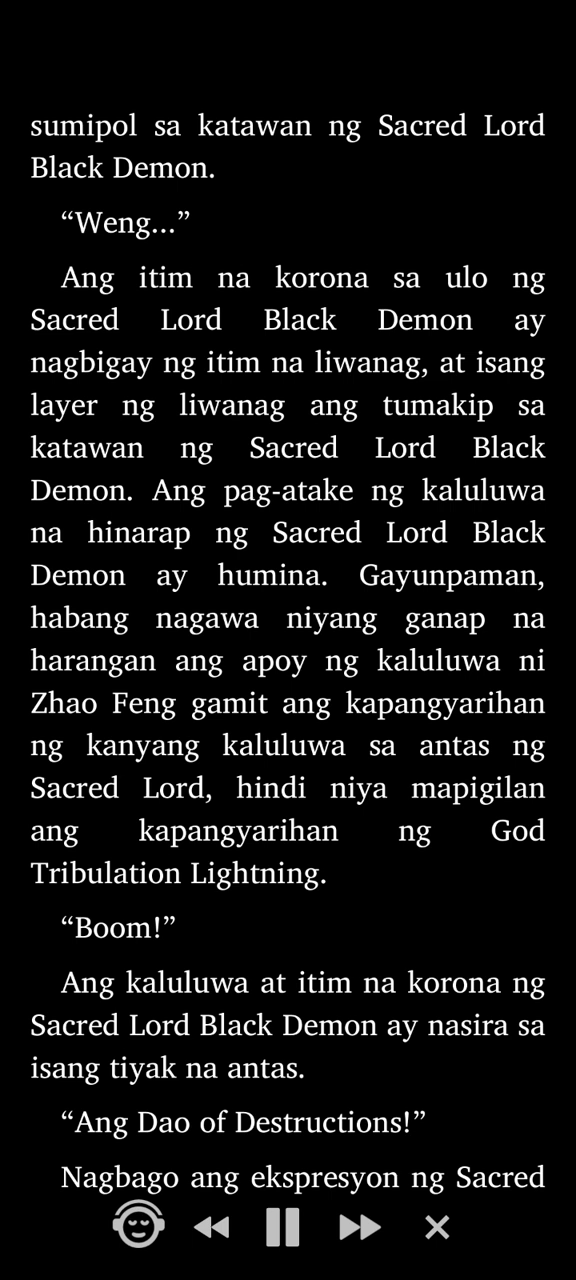 sumipol sa katawan ng Sacred Lord
Black Demon.
“Weng...”
Ang itim na korona sa ulo ng
Sacred Lord Black Demon ay
nagbigay ng itim na liwanag, at isang
layer ng liwanag ang tumakip sa
katawan ng Sacred Lord Black
Demon. Ang pag-atake ng kaluluwa
na hinarap ng Sacred Lord Black
Demon ay humina. Gayunpaman,
habang nagawa niyang ganap na
harangan ang apoy ng kaluluwa ni
Zhao Feng gamit ang kapangyarihan
ng kanyang kaluluwa sa antas ng
Sacred Lord, hindi niya mapigilan
ang kapangyarihan ng God
Tribulation Lightning.
“Boom!”
Ang kaluluwa at itim na korona ng
Sacred Lord Black Demon ay nasira sa
isang tiyak na antas.
“Ang Dao of Destructions!”
Nagbago ang ekspresyon ng Sacred